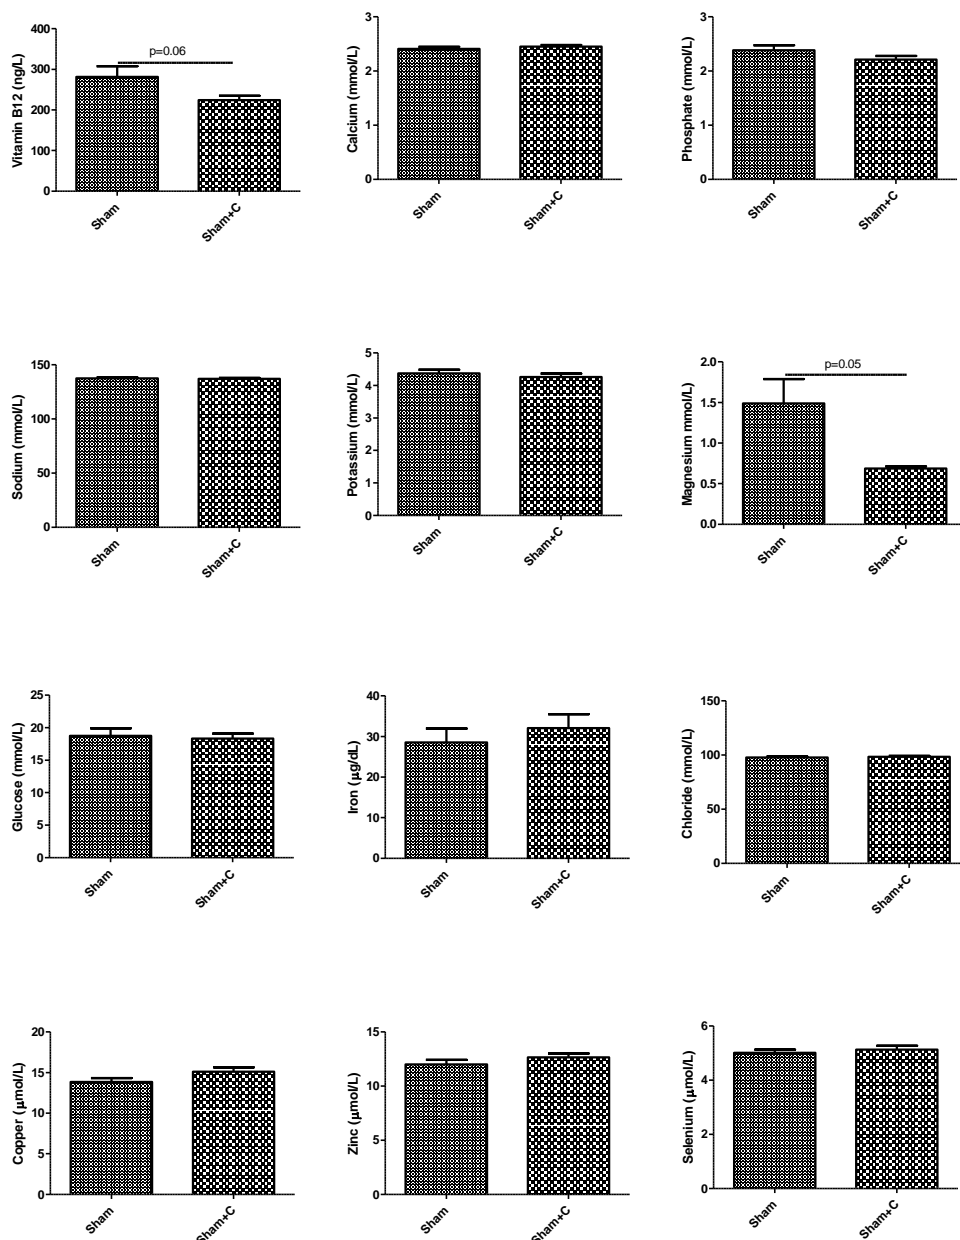 400
300
200
100
0
Vitamin B12 (ng/L)
p=0.06
Sham
Sham+C
3
2
1
0
Calcium (mmol/L)
Sham
Sham+C
3
2
1
0
Phosphate (mmol/L)
Sham
Sham+C
150
100
50
0
Sodium (mmol/L)
Sham
Sham+C
5
4
3
2
1
0
Potassium (mmol/L)
Sham
Sham+C
2.0
1.5
1.0
0.5
0.0
Magnesium mmol/L)
p=0.05
Sham
Sham+C
25
20
15
10
5
0
Glucose (mmol/L)
Sham
Sham+C
40
30
20
10
0
Iron (μg/dL)
Sham
Sham+C
150
100
50
0
Chloride (mmol/L)
Sham
Sham+C
20
15
10
5
0
Copper (μmol/L)
Sham
Sham+C
15
10
5
0
Zinc (μmol/L)
Sham
Sham+C
6
4
2
0
Selenium (μmol/L)
Sham
Sham+C